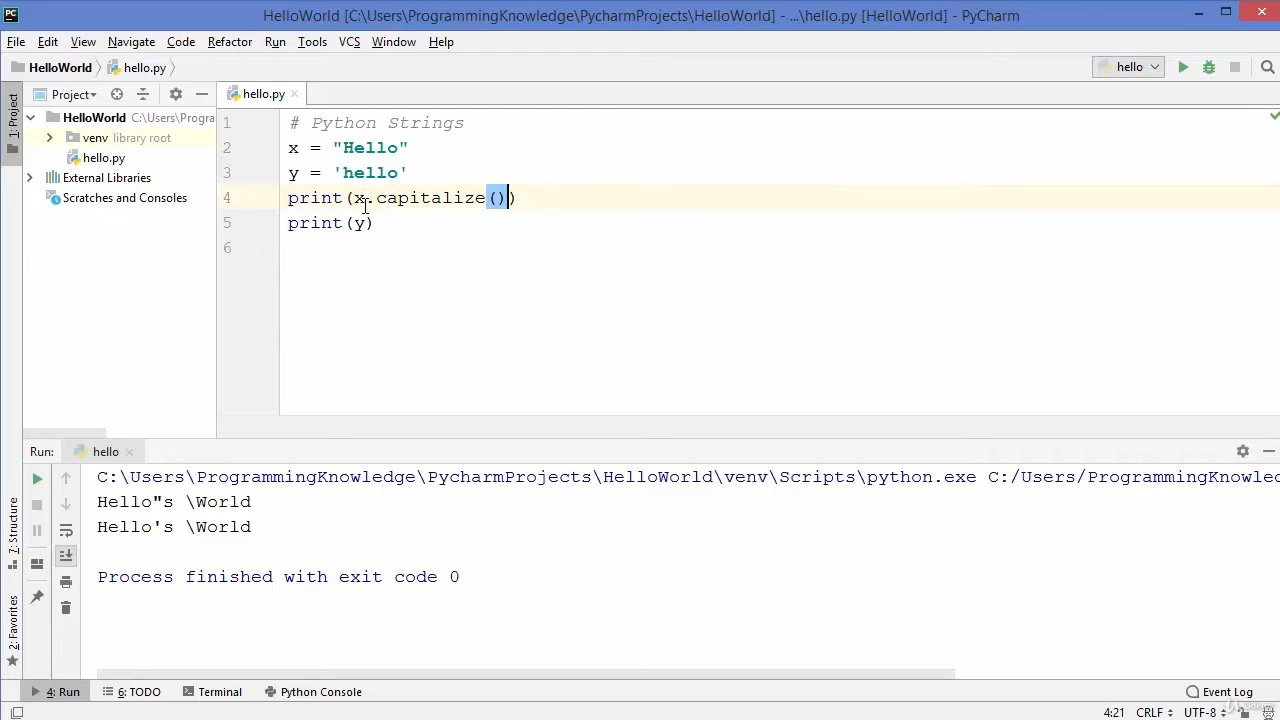 PC HelloWorld [C:\Users\ProgrammingKnowledge\PycharmProjects\HelloWorld] - ...\hello.py [HelloWorld] - PyCharm
File Edit View Navigate Code Refactor Run Tools VCS Window Help
HelloWorld hello.py hello
1: Project
Project hello.py
HelloWorld C:\Users\Progra
venv library root
hello.py
External Libraries
Scratches and Consoles
1 # Python Strings
2 x = "Hello"
3 y = 'hello'
4 print(x.capitalize())
5 print(y)
6
Run: hello
C:\Users\ProgrammingKnowledge\PycharmProjects\HelloWorld\venv\Scripts\python.exe C:/Users/ProgrammingKnowled
Hello"s \World
Hello's \World
Process finished with exit code 0
7: Structure
2: Favorites
4: Run 6: TODO Terminal Python Console Event Log
4:21 CRLF UTF-8